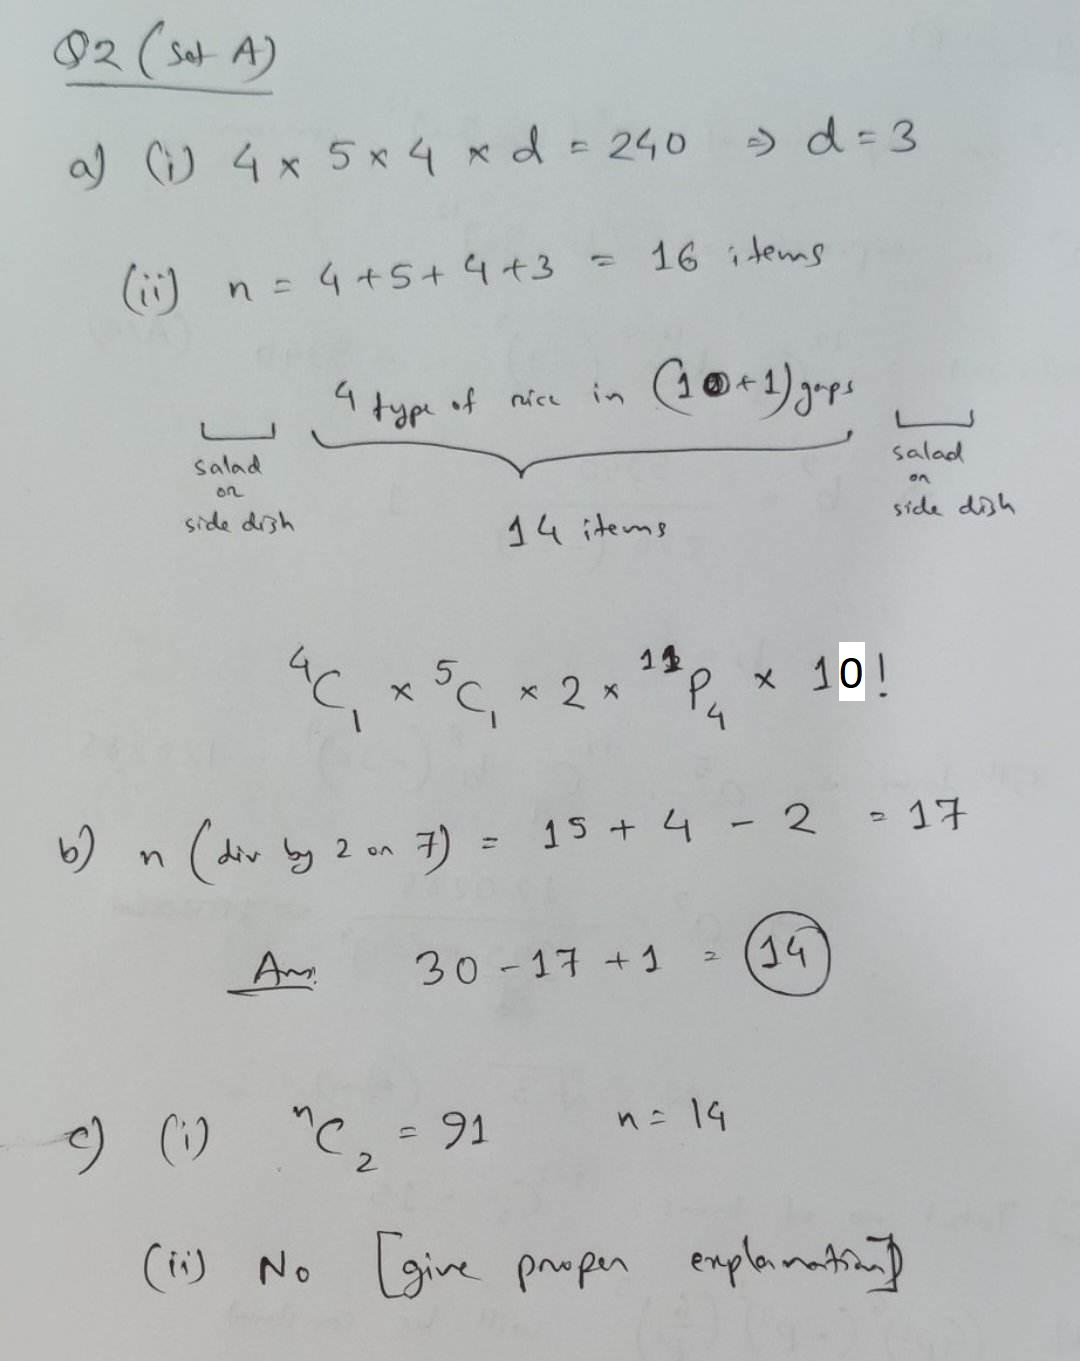 Q2 (Set A)
a) (i) 4 × 5 × 4 × d = 240 ⇒ d = 3
(ii) n = 4 + 5 + 4 + 3 = 16 items
4 type of rice in (10+1) gaps
salad or side dish
14 items
salad or side dish
⁴C₁ × ⁵C₁ × 2 × ¹¹P₄ × 10!
b) n (div by 2 or 7) = 15 + 4 - 2 = 17
Ans: 30 - 17 + 1 = 14
c) (i) ⁿC₂ = 91 n = 14
(ii) No [give proper explanation]